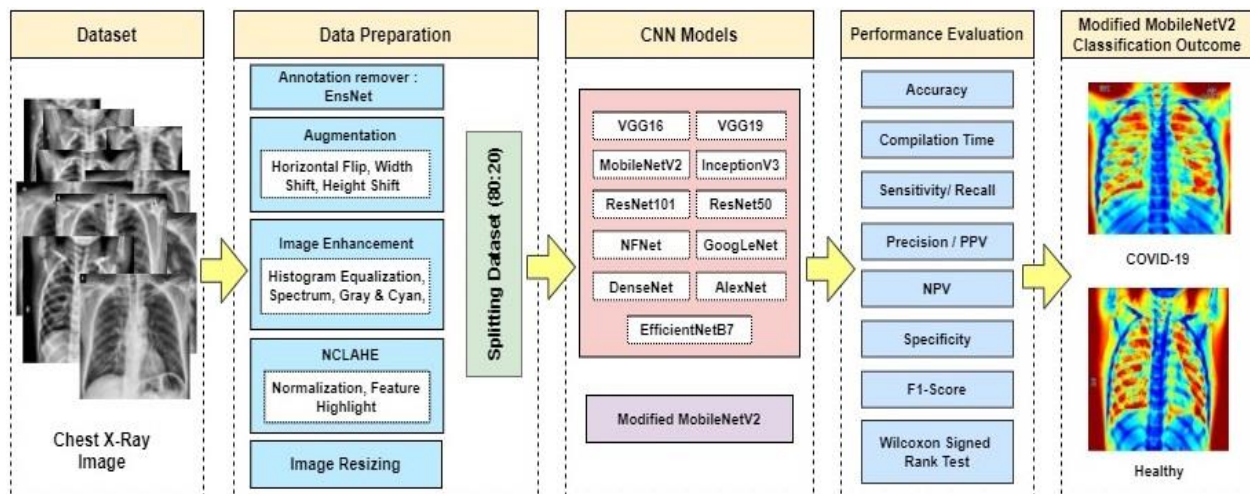 Dataset
Chest X-Ray
Image
Data Preparation
Annotation remover :
EnsNet
Augmentation
Horizontal Flip, Width
Shift, Height Shift
Image Enhancement
Histogram Equalization,
Spectrum, Gray & Cyan,
NCLAHE
Normalization, Feature
Highlight
Image Resizing
Splitting Dataset (80:20)
CNN Models
VGG16
VGG19
MobileNetV2
InceptionV3
ResNet101
ResNet50
NFNet
GoogLeNet
DenseNet
AlexNet
EfficientNetB7
Modified MobileNetV2
Performance Evaluation
Accuracy
Compilation Time
Sensitivity/ Recall
Precision / PPV
NPV
Specificity
F1-Score
Wilcoxon Signed
Rank Test
Modified MobileNetV2
Classification Outcome
COVID-19
Healthy